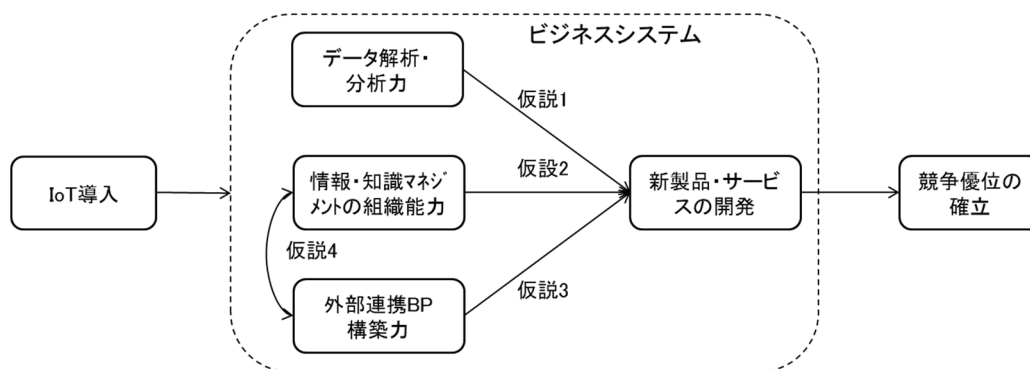 ビジネスシステム
データ解析・
分析力
仮説1
IoT導入
情報・知識マネジ
メントの組織能力
仮設2
新製品・サービ
スの開発
競争優位の
確立
仮説4
外部連携BP
構築力
仮説3